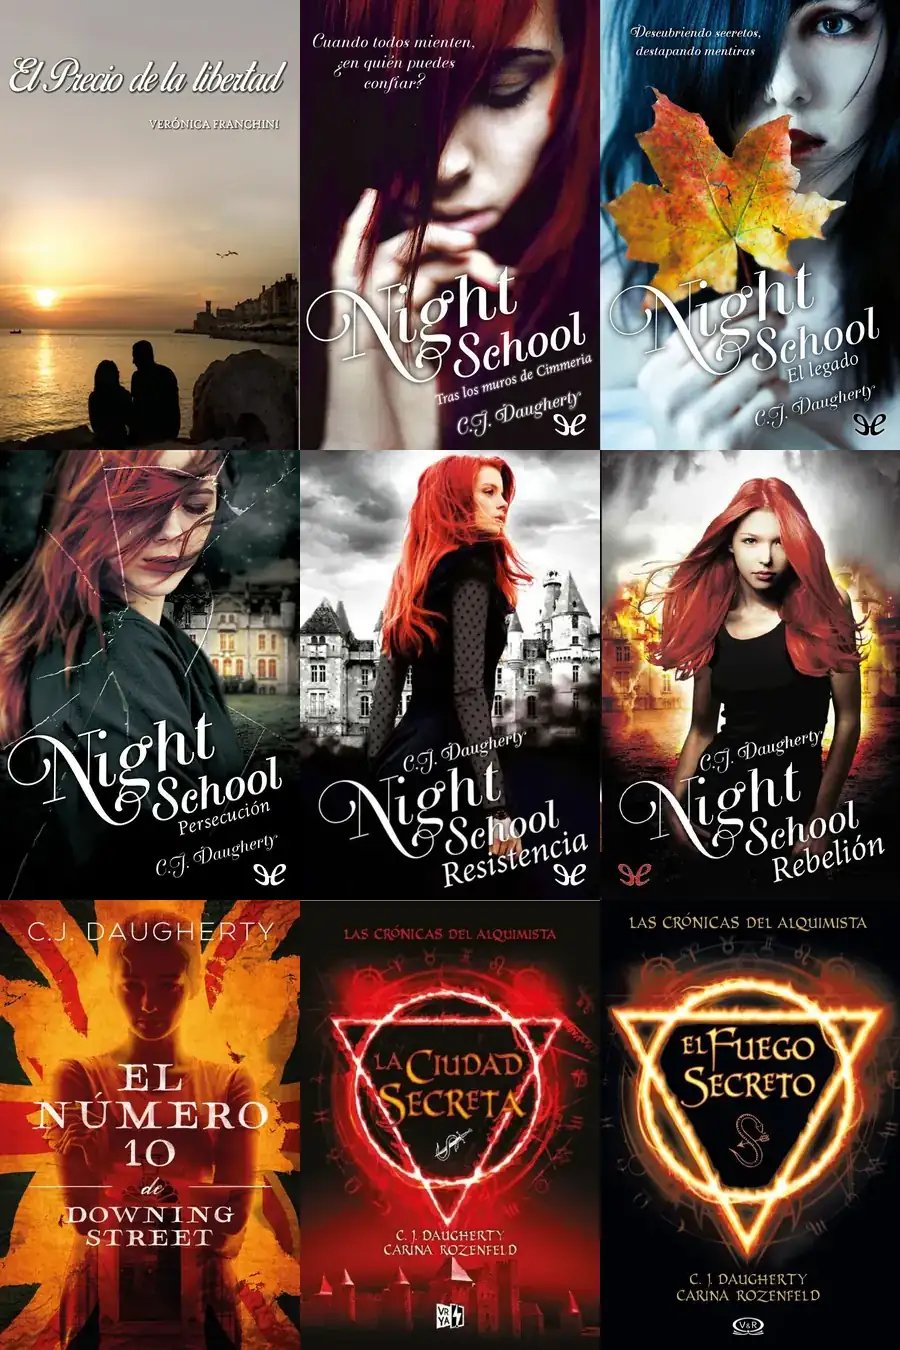 El Precio de la libertad
VERÓNICA FRANCHINI
Cuando todos mienten,
¿en quién puedes
confiar?
Night
School
Tras los muros de Cimmeria
C.J. Daugherty
Descubriendo secretos,
destapando mentiras
Night
School
El legado
C.J. Daugherty
Night
School
Persecución
C.J. Daugherty
C.J. Daugherty
Night
School
Resistencia
C.J. Daugherty
Night
School
Rebelión
C.J. DAUGHERTY
EL
NÚMERO
10
de
DOWNING
STREET
LAS CRÓNICAS DEL ALQUIMISTA
LA CIUDAD
SECRETA
C. J. DAUGHERTY
CARINA ROZENFELD
VR
YA
LAS CRÓNICAS DEL ALQUIMISTA
EL FUEGO
SECRETO
C. J. DAUGHERTY
CARINA ROZENFELD
V&R